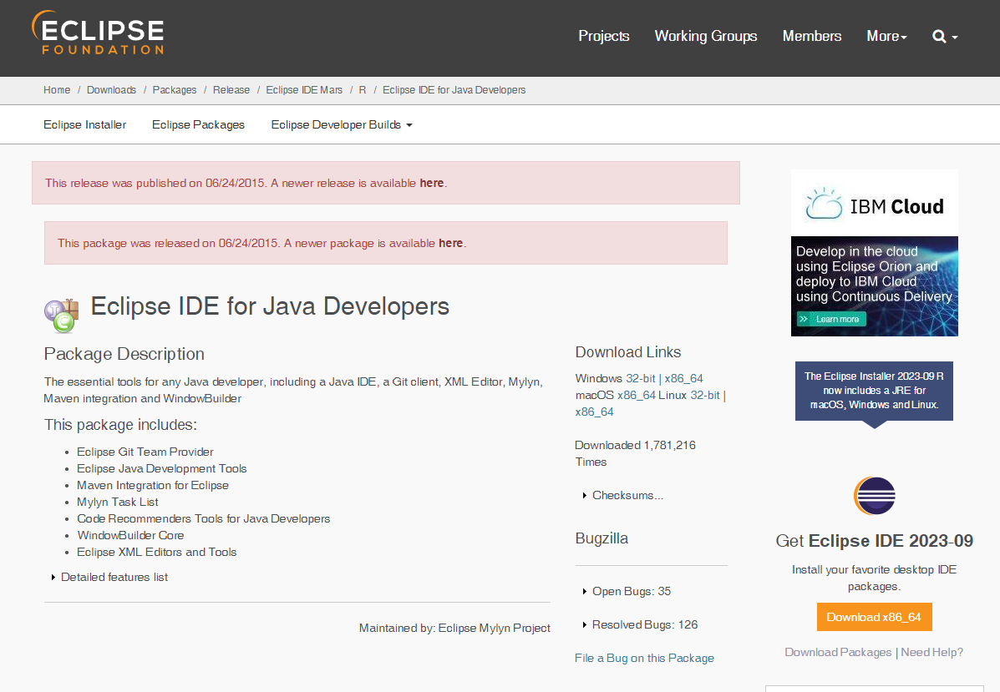 ECLIPSE
FOUNDATION
Projects Working Groups Members More
Home / Downloads / Packages / Release / Eclipse IDE Mars / R / Eclipse IDE for Java Developers
Eclipse Installer Eclipse Packages Eclipse Developer Builds
This release was published on 06/24/2015. A newer release is available here.
This package was released on 06/24/2015. A newer package is available here.
Eclipse IDE for Java Developers
Package Description
The essential tools for any Java developer, including a Java IDE, a Git client, XML Editor, Mylyn,
Maven integration and WindowBuilder
This package includes:
Eclipse Git Team Provider
Eclipse Java Development Tools
Maven Integration for Eclipse
Mylyn Task List
Code Recommenders Tools for Java Developers
WindowBuilder Core
Eclipse XML Editors and Tools
Detailed features list
Maintained by: Eclipse Mylyn Project
Download Links
Windows 32-bit | x86_64
macOS x86_64 Linux 32-bit |
x86_64
Downloaded 1,781,216
Times
Checksums...
Bugzilla
Open Bugs: 35
Resolved Bugs: 126
File a Bug on this Package
IBM Cloud
Develop in the cloud
using Eclipse Orion and
deploy to IBM Cloud
using Continuous Delivery
Learn more
The Eclipse Installer 2023-09 R
now includes a JRE for
macOS, Windows and Linux.
Get Eclipse IDE 2023-09
Install your favorite desktop IDE
packages.
Download x86_64
Download Packages | Need Help?